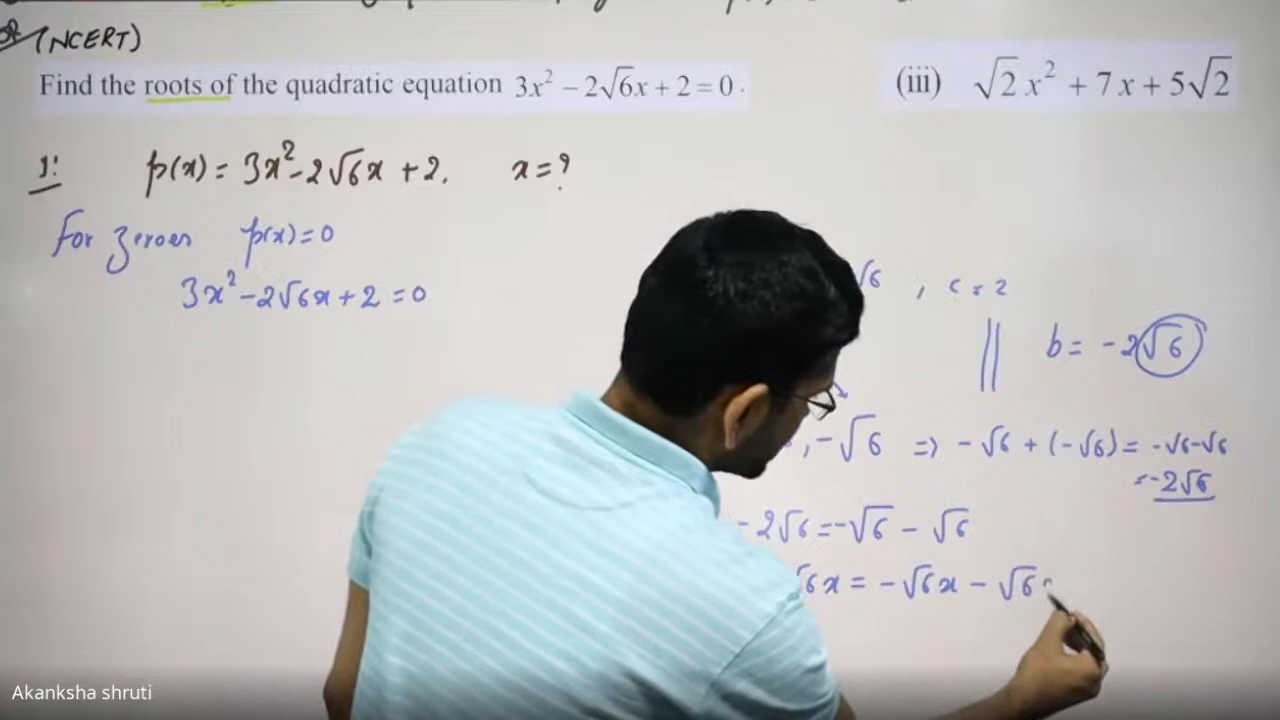 (NCERT)
Find the roots of the quadratic equation 3x² − 2√6x + 2 = 0.
(iii) √2 x² + 7x + 5√2
1:
p(x) = 3x² - 2√6x + 2. x = ?
For zeroes p(x) = 0
3x² - 2√6x + 2 = 0
√6 , c = 2
b = -2√6
, -√6 => -√6 + (-√6) = -√6-√6
= -2√6
- 2√6 = -√6 - √6
√6x = -√6x - √6
Akanksha shruti